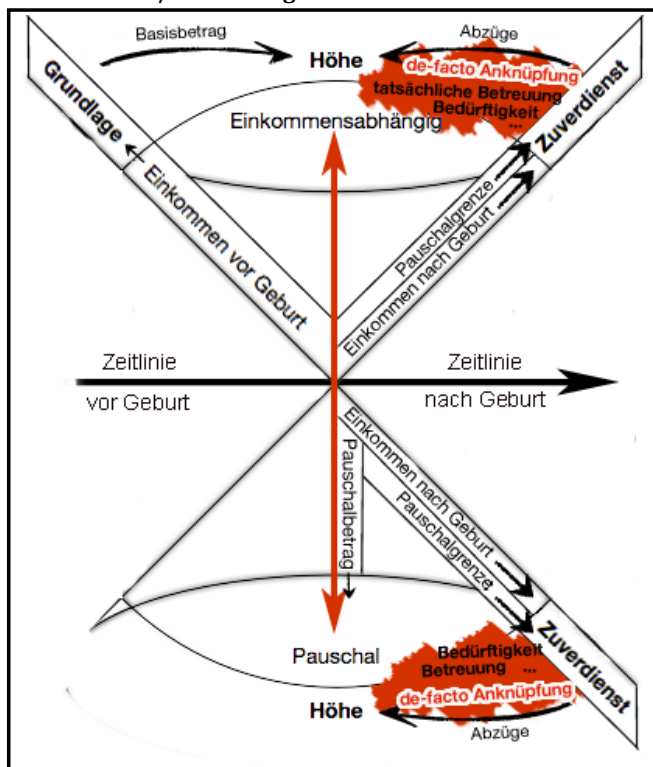 Basisbetrag
Abzüge
Höhe
de-facto Anknüpfung
tatsächliche Betreuung
Bedürftigkeit
...
Grundlage
Zuverdienst
Einkommensabhängig
Einkommen vor Geburt
Pauschalgrenze
Einkommen nach Geburt
Zeitlinie
vor Geburt
Zeitlinie
nach Geburt
Einkommen nach Geburt
Pauschalgrenze
Pauschalbetrag
Zuverdienst
Pauschal
Bedürftigkeit
Betreuung ...
de-facto Anknüpfung
Höhe
Abzüge